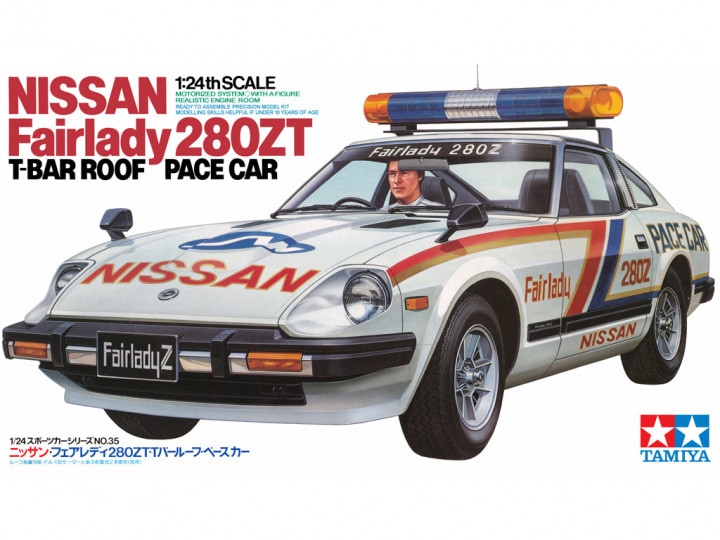 NISSAN
Fairlady 280ZT
T-BAR ROOF PACE CAR
1:24th SCALE
MOTORIZED SYSTEM WITH A FIGURE
REALISTIC ENGINE ROOM
READY TO ASSEMBLE PRECISION MODEL KIT
MODELLING SKILLS HELPFUL IF UNDER 10 YEARS OF AGE
Fairlady 280Z
NISSAN
Fairlady Z
Fairlady
280Z
PACE CAR
NISSAN
1/24 スポーツカーシリーズ NO.35
ニッサン・フェアレディ280ZT・Tバールーフ・ペースカー
TAMIYA